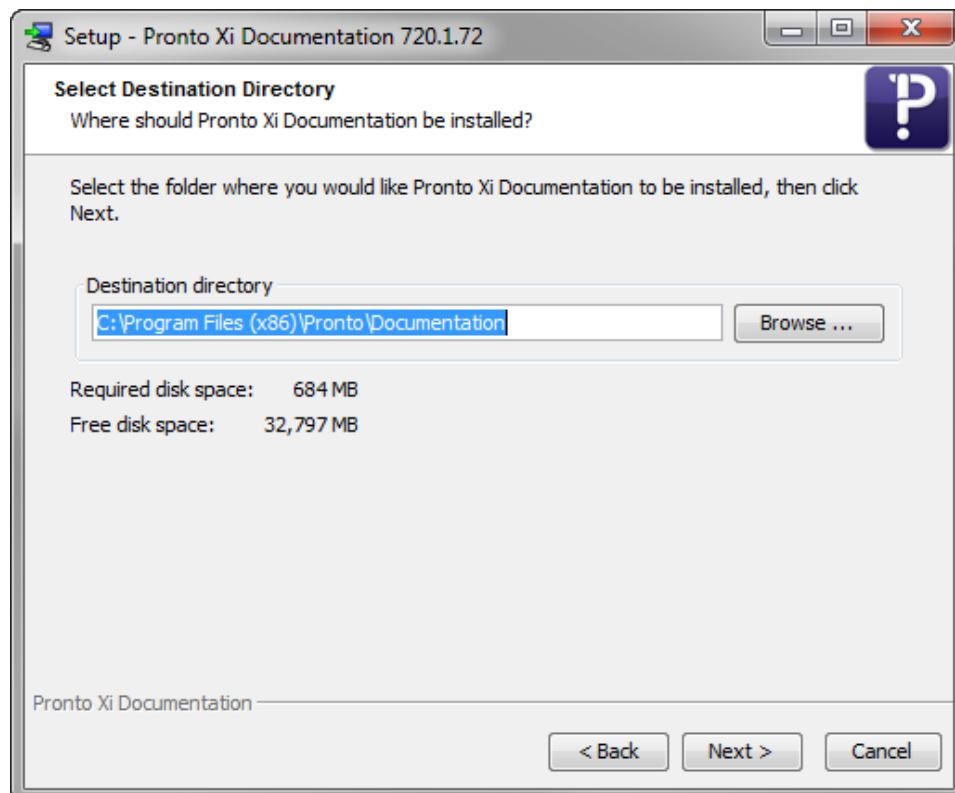 Setup - Pronto Xi Documentation 720.1.72
Select Destination Directory
Where should Pronto Xi Documentation be installed?
Select the folder where you would like Pronto Xi Documentation to be installed, then click
Next.
Destination directory
C:\Program Files (x86)\Pronto\Documentation
Browse ...
Required disk space: 684 MB
Free disk space: 32,797 MB
Pronto Xi Documentation
< Back Next > Cancel